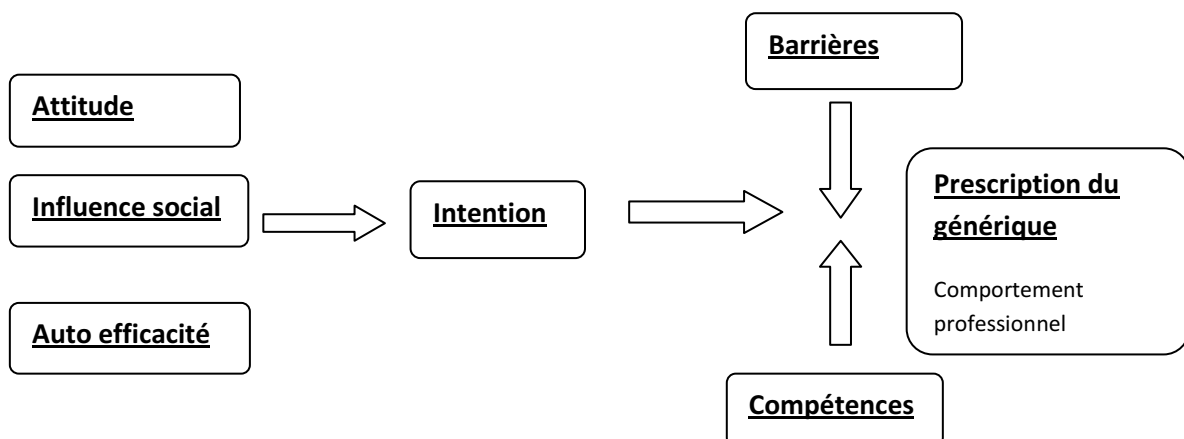 Barrières
Attitude
Influence social
Auto efficacité
Intention
Prescription du
générique
Comportement
professionnel
Compétences